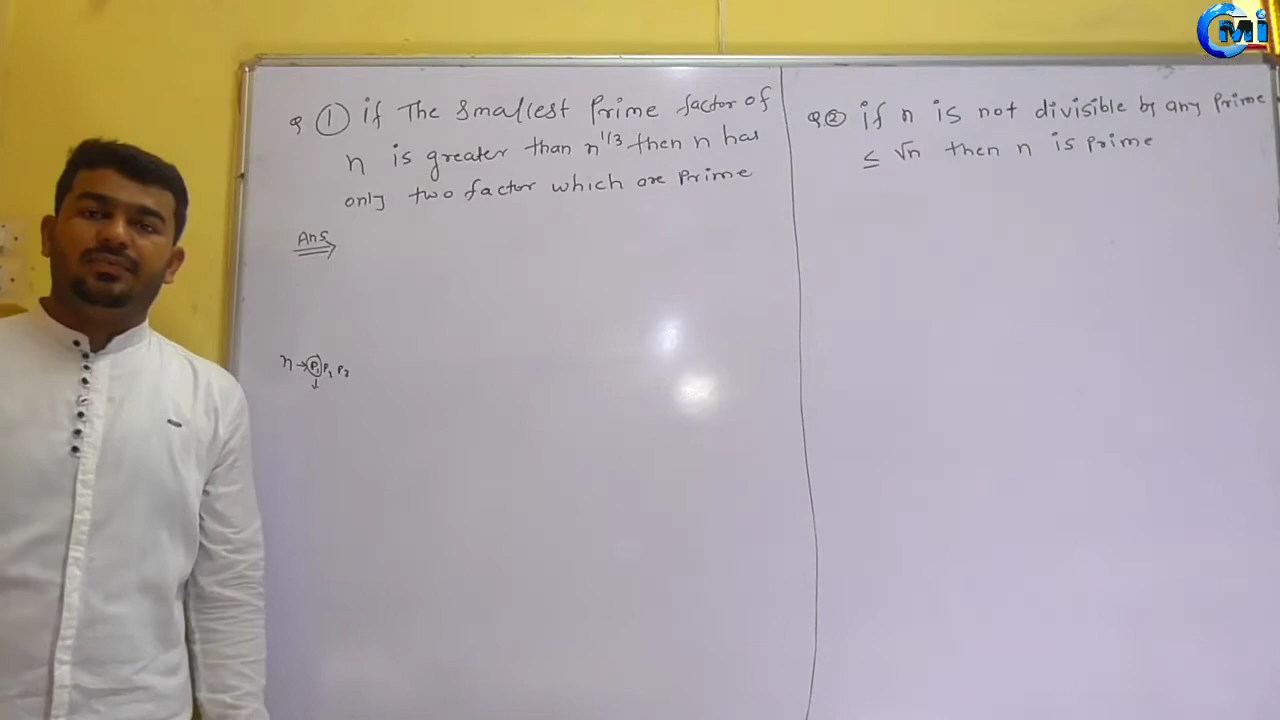 Q ① if The smallest Prime factor of
n is greater than n^1/3 then n has
only two factor which are Prime
Ans
n → P₁ P₂ P₃
Q.② if n is not divisible by any Prime
≤ √n then n is prime
CMi